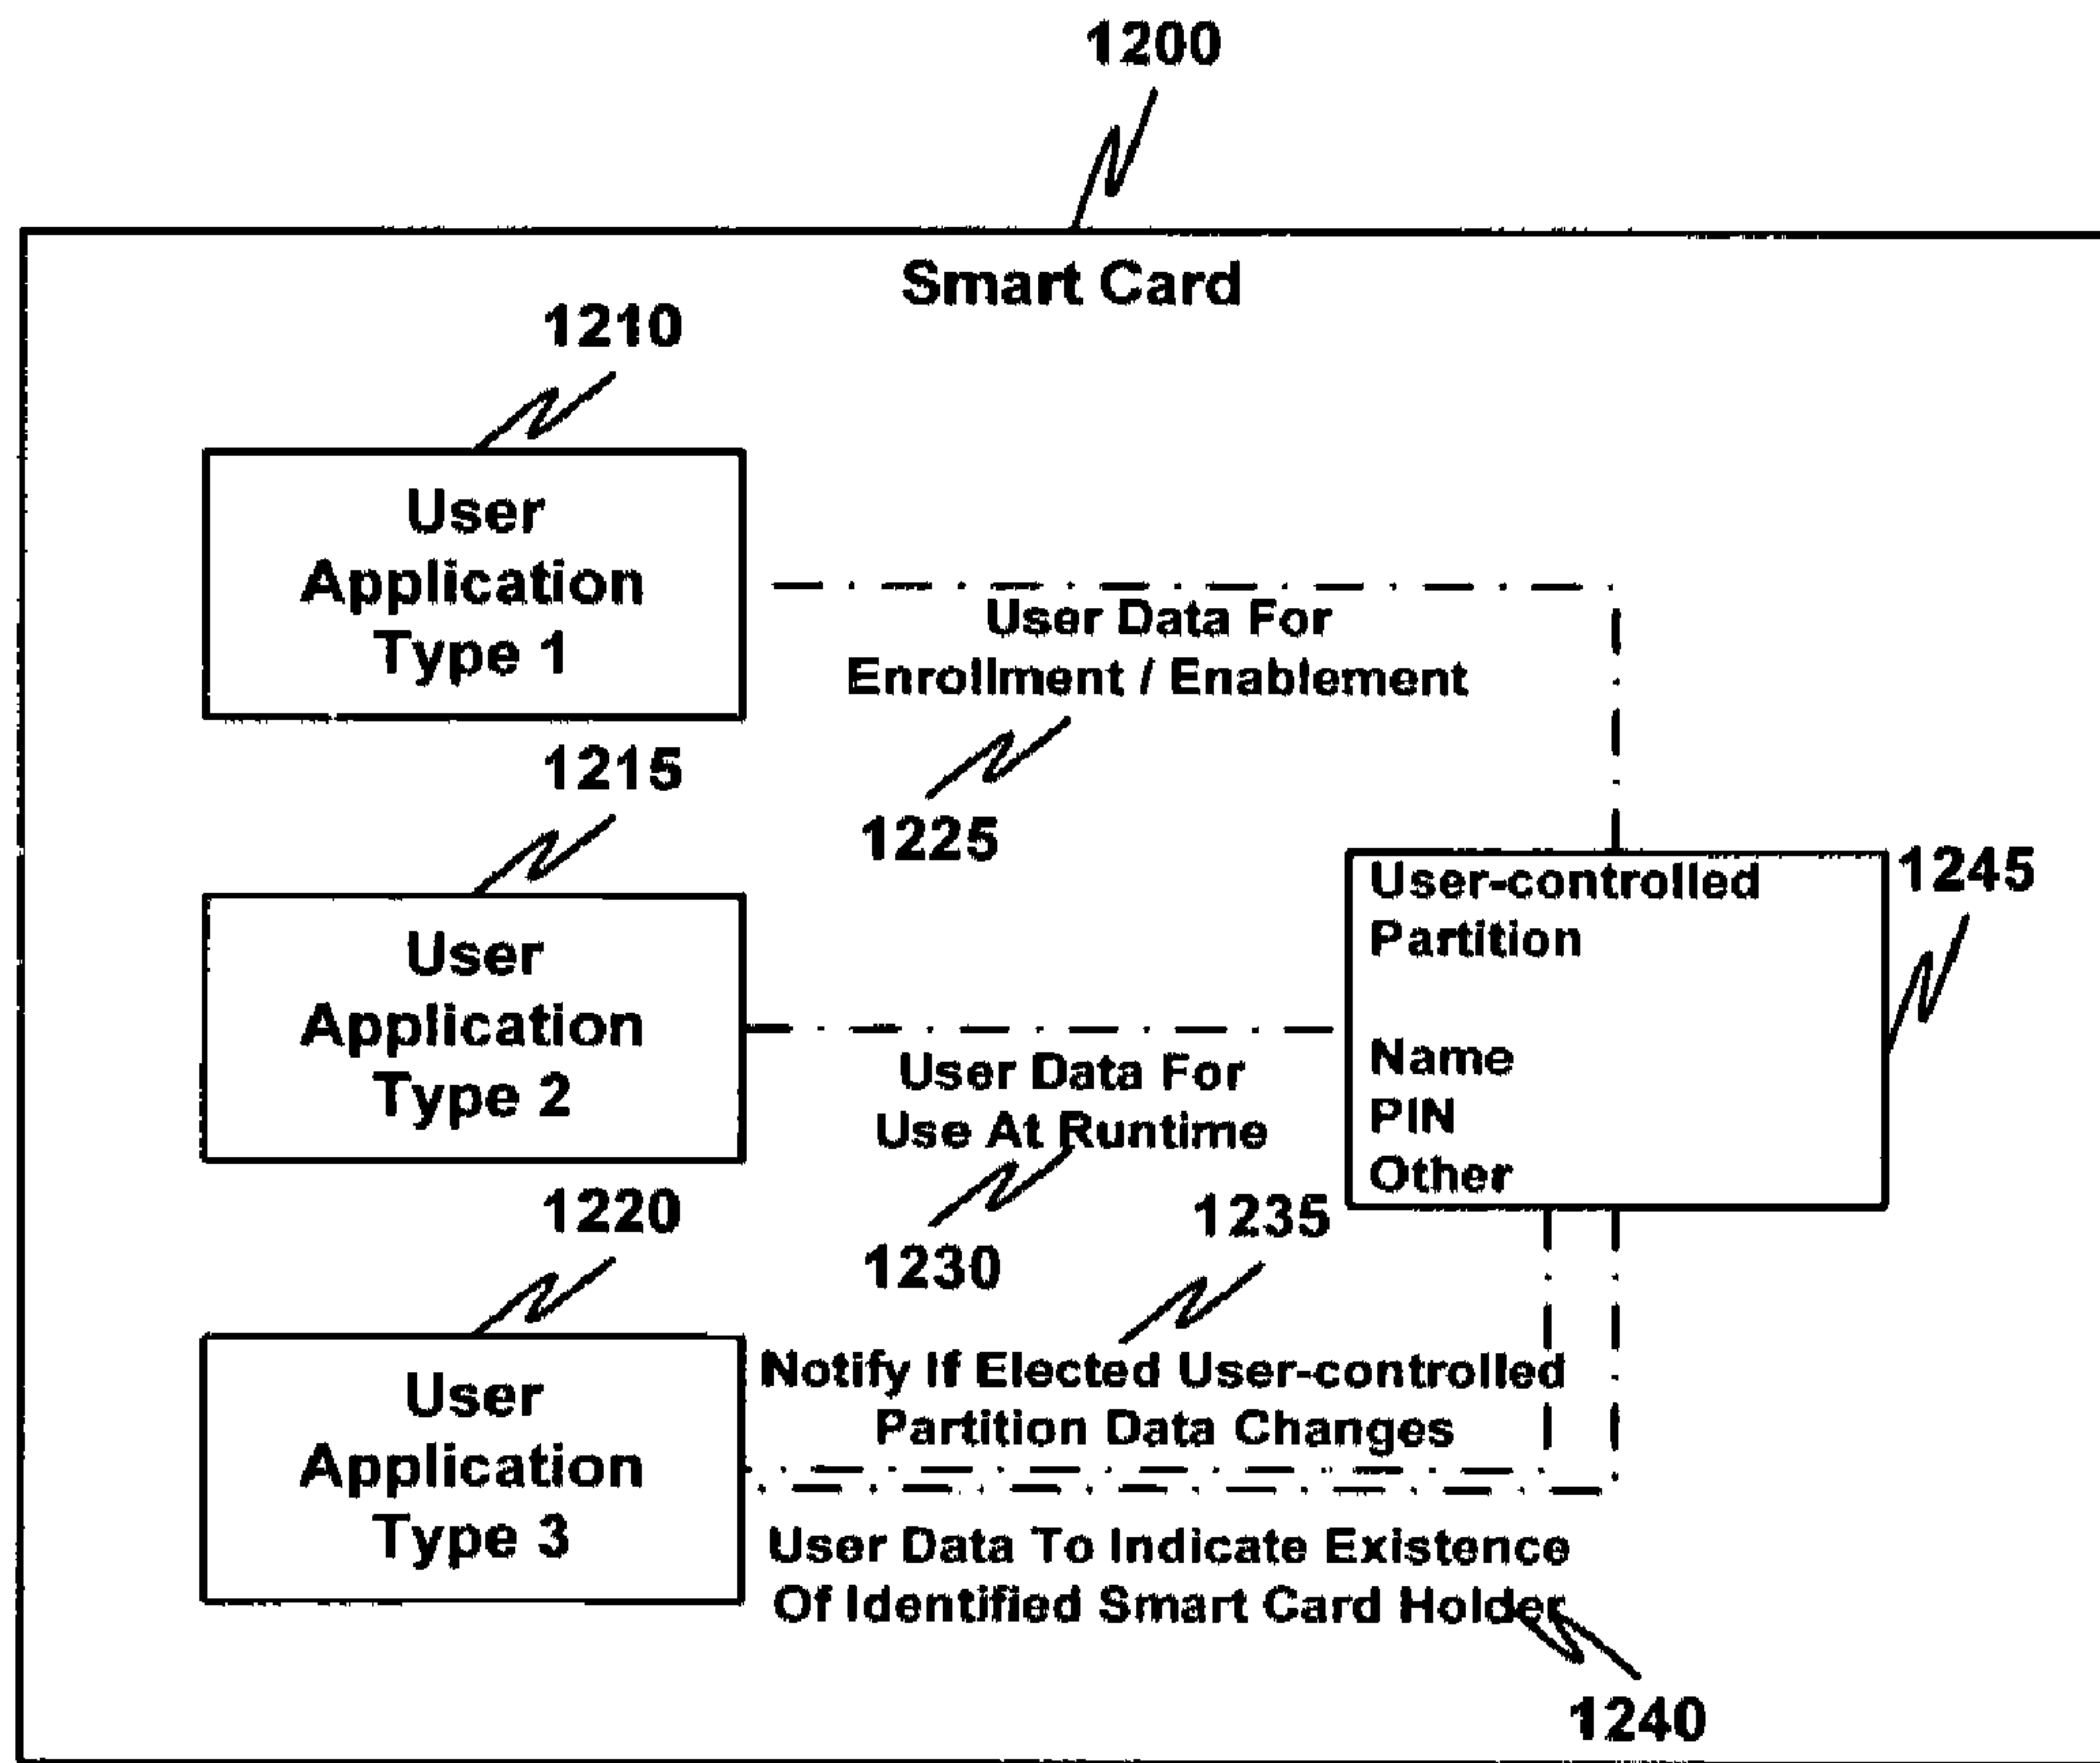 1200
Smart Card
1210
User
Application
Type 1
User Data For
Enrollment / Enablement
1225
1215
User
Application
Type 2
User Data For
Use At Runtime
1230
User-controlled
Partition
Name
PIN
Other
1245
1220
User
Application
Type 3
1235
Notify If Elected User-controlled
Partition Data Changes
User Data To Indicate Existence
Of Identified Smart Card Holder
1240